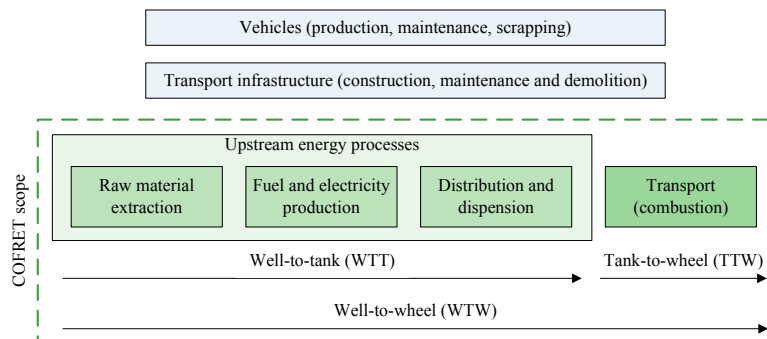 Vehicles (production, maintenance, scrapping)
Transport infrastructure (construction, maintenance and demolition)
COFRET scope
Upstream energy processes
Raw material
extraction
Fuel and electricity
production
Distribution and
dispension
Transport
(combustion)
Well-to-tank (WTT)
Tank-to-wheel (TTW)
Well-to-wheel (WTW)